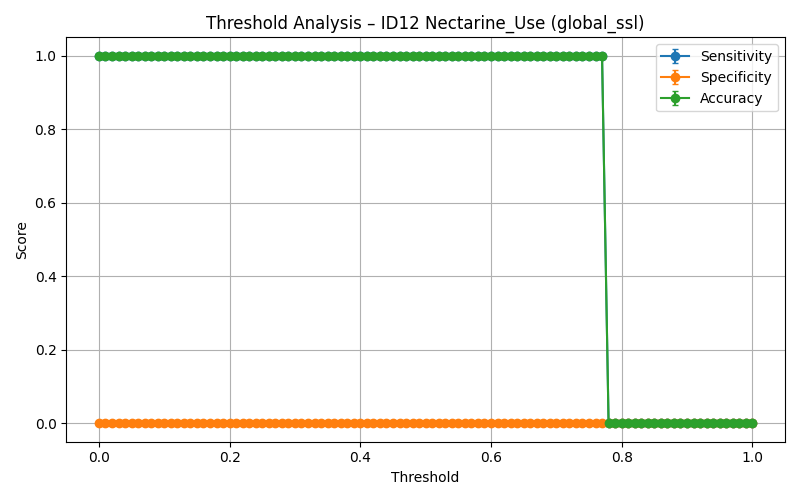 Threshold Analysis – ID12 Nectarine_Use (global_ssl)
Sensitivity
Specificity
Accuracy
Score
1.0
0.8
0.6
0.4
0.2
0.0
0.0 0.2 0.4 0.6 0.8 1.0
Threshold